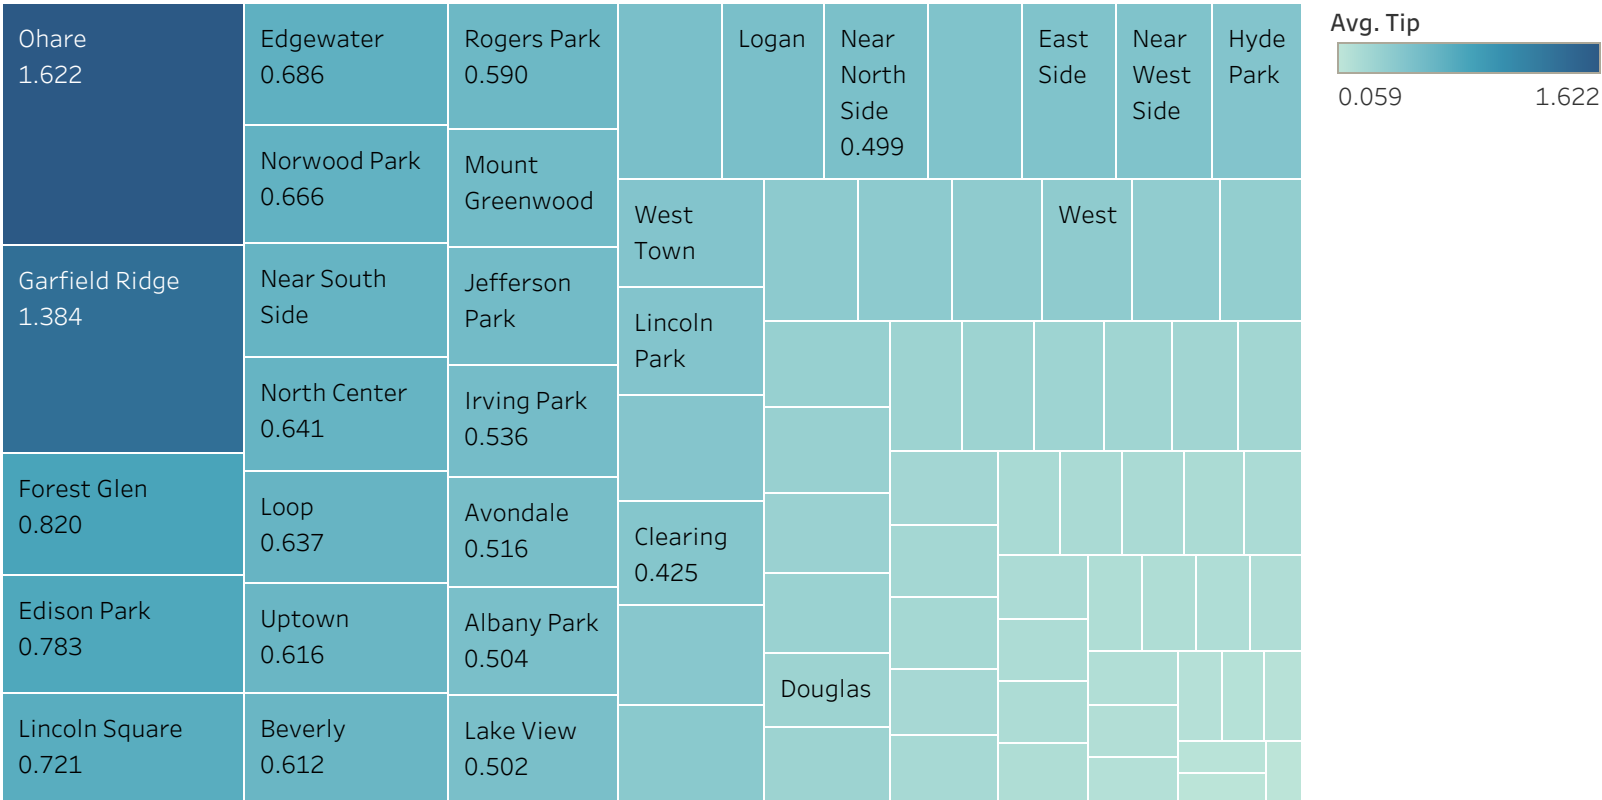 Ohare
1.622
Garfield Ridge
1.384
Forest Glen
0.820
Edison Park
0.783
Lincoln Square
0.721
Edgewater
0.686
Norwood Park
0.666
Near South
Side
North Center
0.641
Loop
0.637
Uptown
0.616
Beverly
0.612
Rogers Park
0.590
Mount
Greenwood
Jefferson
Park
Irving Park
0.536
Avondale
0.516
Albany Park
0.504
Lake View
0.502
Logan
Near
North
Side
0.499
East
Side
Near
West
Side
Hyde
Park
West
Town
Lincoln
Park
Clearing
0.425
West
Douglas
Avg. Tip
0.059
1.622